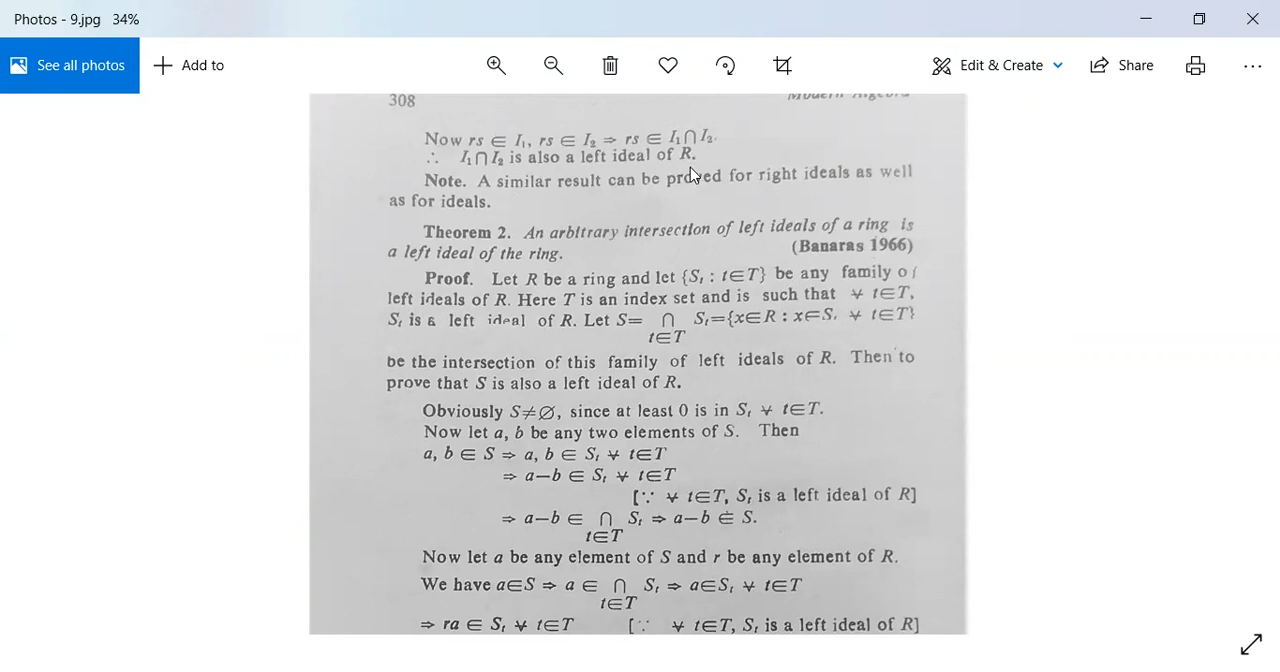 Photos - 9.jpg 34%
See all photos
Add to
Edit & Create
Share
308 Modern Algebra
Now rs ∈ I₁, rs ∈ I₂ ⇒ rs ∈ I₁∩I₂.
∴ I₁∩I₂ is also a left ideal of R.
Note. A similar result can be proved for right ideals as well
as for ideals.
Theorem 2. An arbitrary intersection of left ideals of a ring is
a left ideal of the ring. (Banaras 1966)
Proof. Let R be a ring and let {Sₜ : t∈T} be any family of
left ideals of R. Here T is an index set and is such that ∀ t∈T,
Sₜ is a left ideal of R. Let S= ∩ Sₜ={x∈R : x∈Sₜ ∀ t∈T}
t∈T
be the intersection of this family of left ideals of R. Then to
prove that S is also a left ideal of R.
Obviously S≠∅, since at least 0 is in Sₜ ∀ t∈T.
Now let a, b be any two elements of S. Then
a, b ∈ S ⇒ a, b ∈ Sₜ ∀ t∈T
⇒ a—b ∈ Sₜ ∀ t∈T
[∵ ∀ t∈T, Sₜ is a left ideal of R]
⇒ a—b ∈ ∩ Sₜ ⇒ a—b ∈ S.
t∈T
Now let a be any element of S and r be any element of R.
We have a∈S ⇒ a ∈ ∩ Sₜ ⇒ a∈Sₜ ∀ t∈T
t∈T
⇒ ra ∈ Sₜ ∀ t∈T [∵ ∀ t∈T, Sₜ is a left ideal of R]